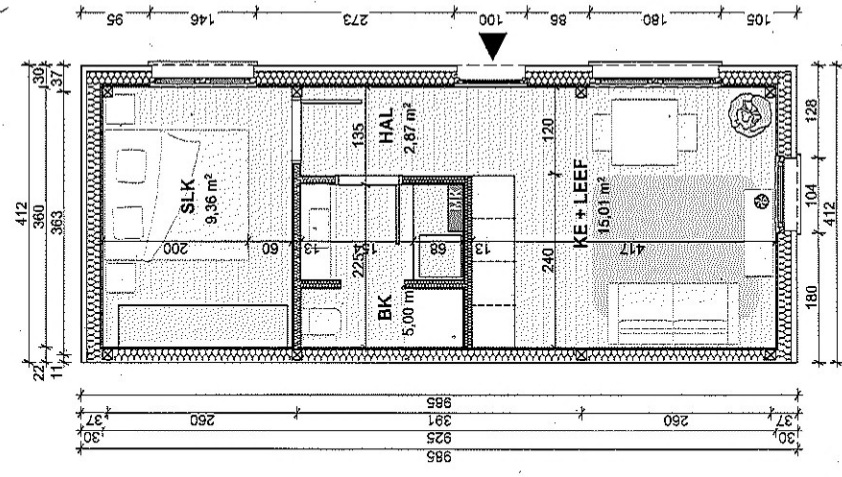 95 146 273 100 86 180 105
30 37
412 360 363
22 11
SLK
9,36 m²
200 60 13 68 13 417
135
HAL
2,87 m²
120
225
BK
5,00 m
240
KE + LEEF
15,01 m²
128
104
412
180
985
37 260 391 260 37
30 925 30
985